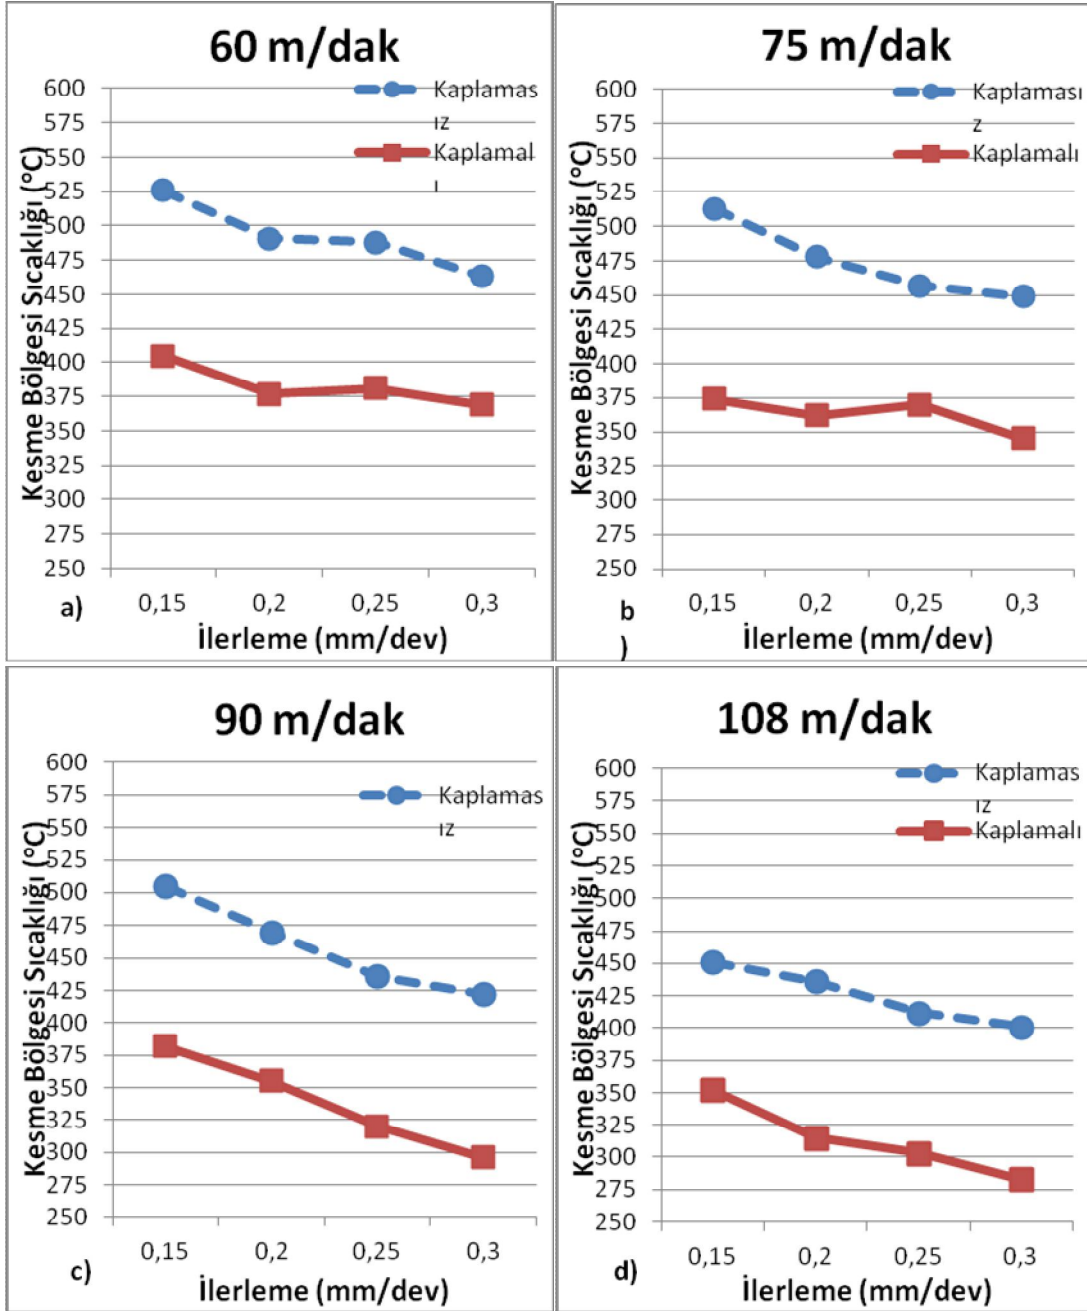 60 m/dak
Kaplamas
ız
Kaplamal
ı
Kesme Bölgesi Sıcaklığı (°C)
600
575
550
525
500
475
450
425
400
375
350
325
300
275
250
0,15 0,2 0,25 0,3
a)
İlerleme (mm/dev)
75 m/dak
Kaplaması
z
Kaplamalı
Kesme Bölgesi Sıcaklığı (°C)
600
575
550
525
500
475
450
425
400
375
350
325
300
275
250
0,15 0,2 0,25 0,3
b
)
İlerleme (mm/dev)
90 m/dak
Kaplamas
ız
Kesme Bölgesi Sıcaklığı (°C)
600
575
550
525
500
475
450
425
400
375
350
325
300
275
250
0,15 0,2 0,25 0,3
c)
İlerleme (mm/dev)
108 m/dak
Kaplamas
ız
Kaplamalı
Kesme Bölgesi Sıcaklığı (°C)
600
575
550
525
500
475
450
425
400
375
350
325
300
275
250
0,15 0,2 0,25 0,3
d)
İlerleme (mm/dev)